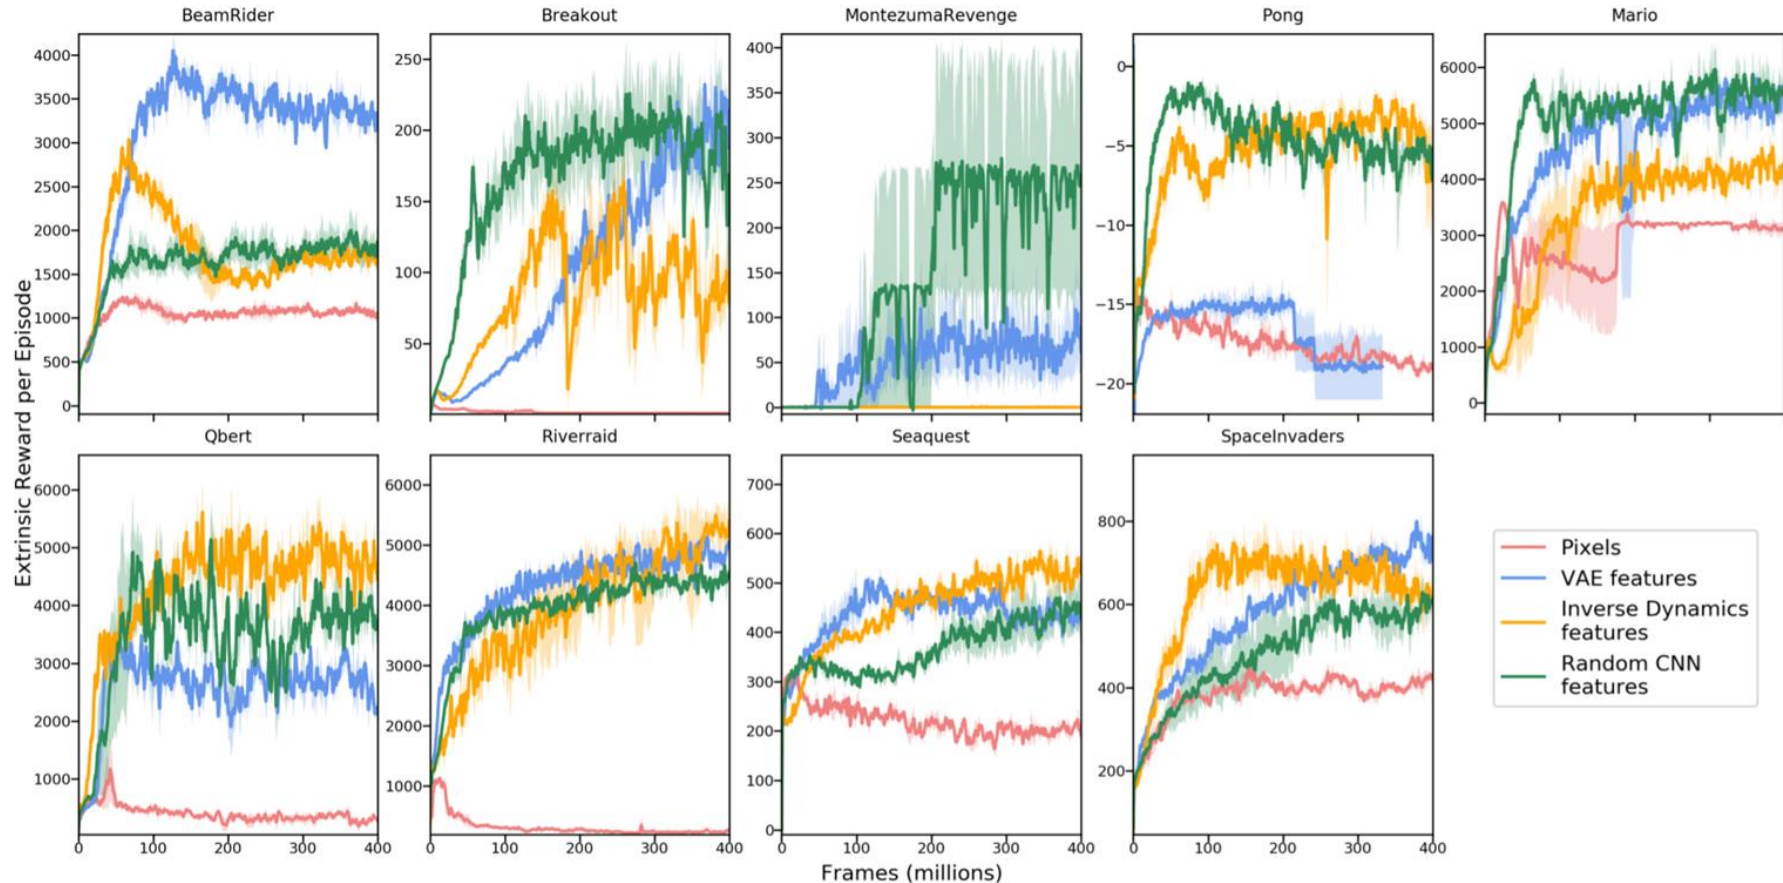 BeamRider
Breakout
MontezumaRevenge
Pong
Mario
4000
3500
3000
2500
2000
1500
1000
500
0
250
200
150
100
50
400
350
300
250
200
150
100
50
0
0
−5
−10
−15
−20
6000
5000
4000
3000
2000
1000
0
Extrinsic Reward per Episode
Qbert
Riverraid
Seaquest
SpaceInvaders
6000
5000
4000
3000
2000
1000
0 100 200 300 400
6000
5000
4000
3000
2000
1000
0 100 200 300 400
700
600
500
400
300
200
100
0
0 100 200 300 400
800
600
400
200
0 100 200 300 400
Frames (millions)
Pixels
VAE features
Inverse Dynamics
features
Random CNN
features